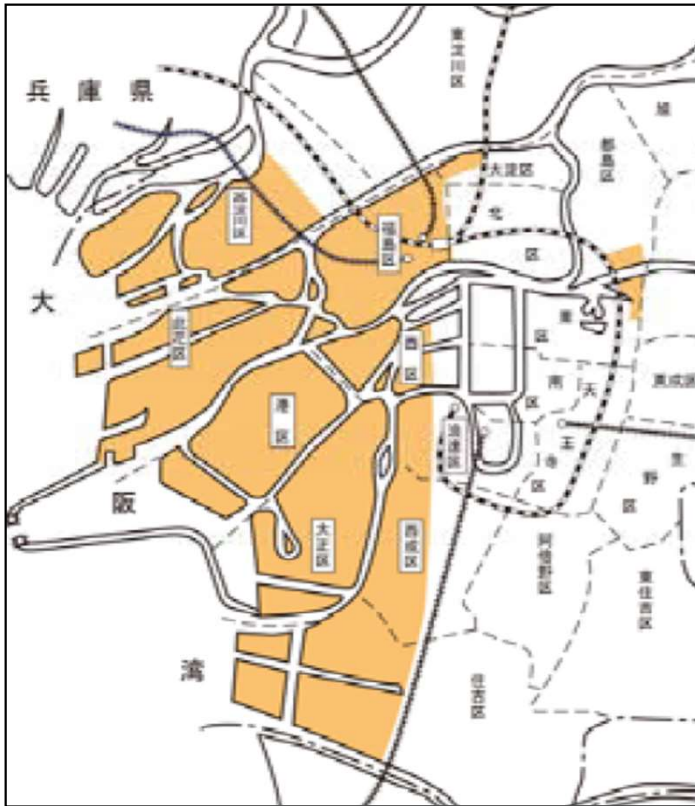 兵庫県
東淀川区
旭
都島区
大淀区
西淀川区
福島区
北区
大阪湾
此花区
東区
西区
港区
南区
天王寺区
東成区
浪速区
生野区
大正区
西成区
阿倍野区
東住吉区
住吉区